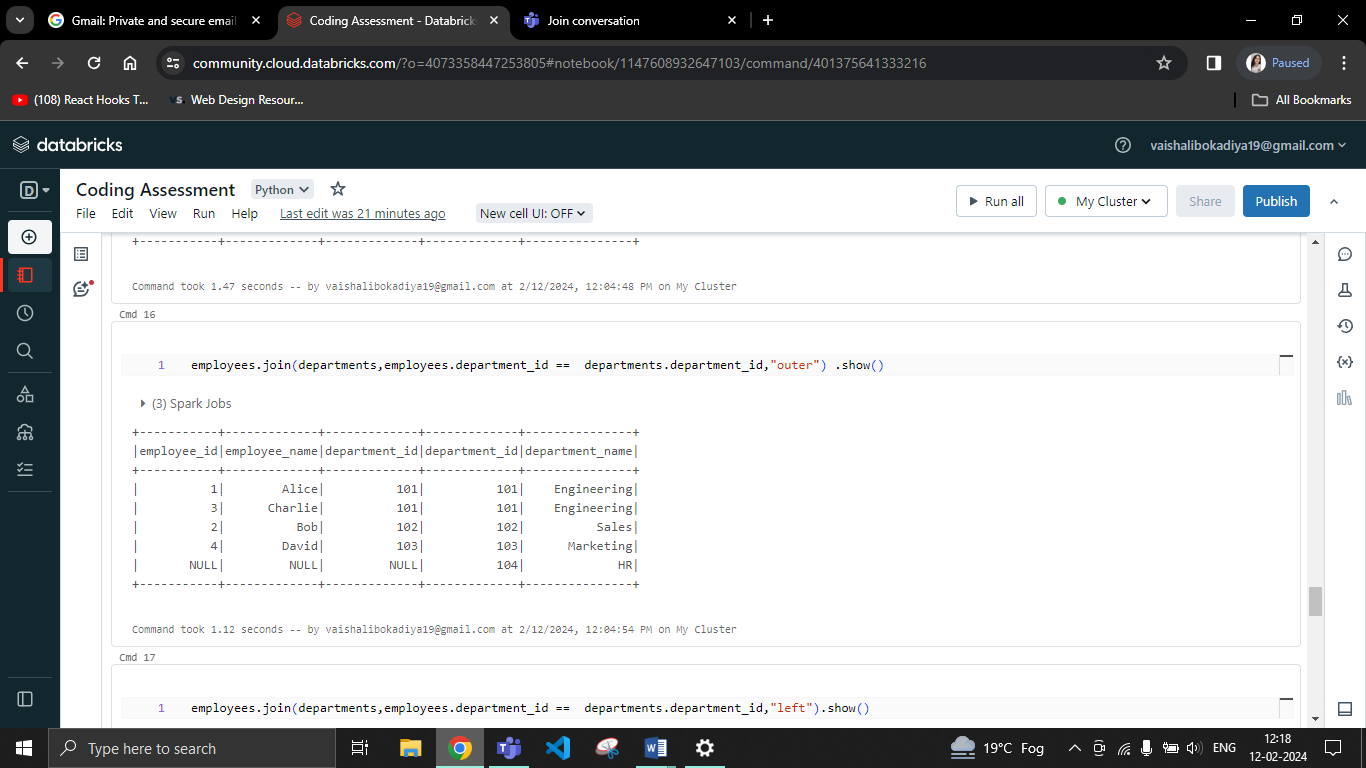 Gmail: Private and secure email
Coding Assessment - Databrick
Join conversation
community.cloud.databricks.com/?o=4073358447253805#notebook/1147608932647103/command/401375641333216
Paused
(108) React Hooks T...
VS
Web Design Resour...
All Bookmarks
databricks
vaishalibokadiya19@gmail.com
D
Coding Assessment
Python
File
Edit
View
Run
Help
Last edit was 21 minutes ago
New cell UI: OFF
Run all
My Cluster
Share
Publish
+-----------+-------------+-------------+-------------+---------------+
Command took 1.47 seconds -- by vaishalibokadiya19@gmail.com at 2/12/2024, 12:04:48 PM on My Cluster
Cmd 16
1 employees.join(departments,employees.department_id ==  departments.department_id,"outer") .show()
(3) Spark Jobs
+-----------+-------------+-------------+-------------+---------------+
|employee_id|employee_name|department_id|department_id|department_name|
+-----------+-------------+-------------+-------------+---------------+
|          1|        Alice|          101|          101|    Engineering|
|          3|      Charlie|          101|          101|    Engineering|
|          2|          Bob|          102|          102|          Sales|
|          4|        David|          103|          103|      Marketing|
|       NULL|         NULL|         NULL|          104|             HR|
+-----------+-------------+-------------+-------------+---------------+
Command took 1.12 seconds -- by vaishalibokadiya19@gmail.com at 2/12/2024, 12:04:54 PM on My Cluster
Cmd 17
1 employees.join(departments,employees.department_id ==  departments.department_id,"left").show()
Type here to search
19°C Fog
ENG
12:18
12-02-2024